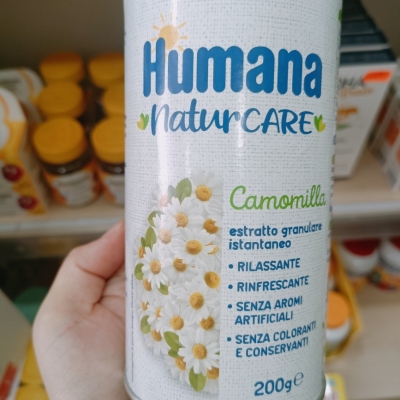 Humana
NaturCARE
Camomilla
estratto granulare
istantaneo
• RILASSANTE
• RINFRESCANTE
• SENZA AROMI
ARTIFICIALI
• SENZA COLORANTI
E CONSERVANTI
200g℮